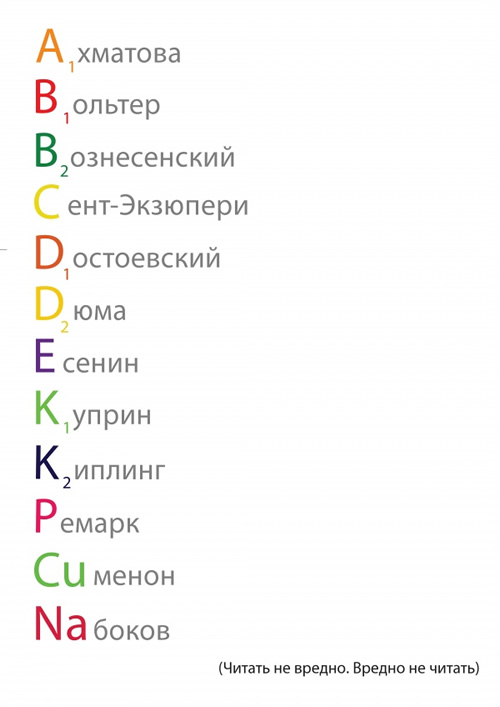 A₁хматова
B₁ольтер
B₂ознесенский
Cент-Экзюпери
D₁остоевский
D₂юма
Eсенин
K₁уприн
K₂иплинг
Pемарк
Cuменон
Naбоков
(Читать не вредно. Вредно не читать)